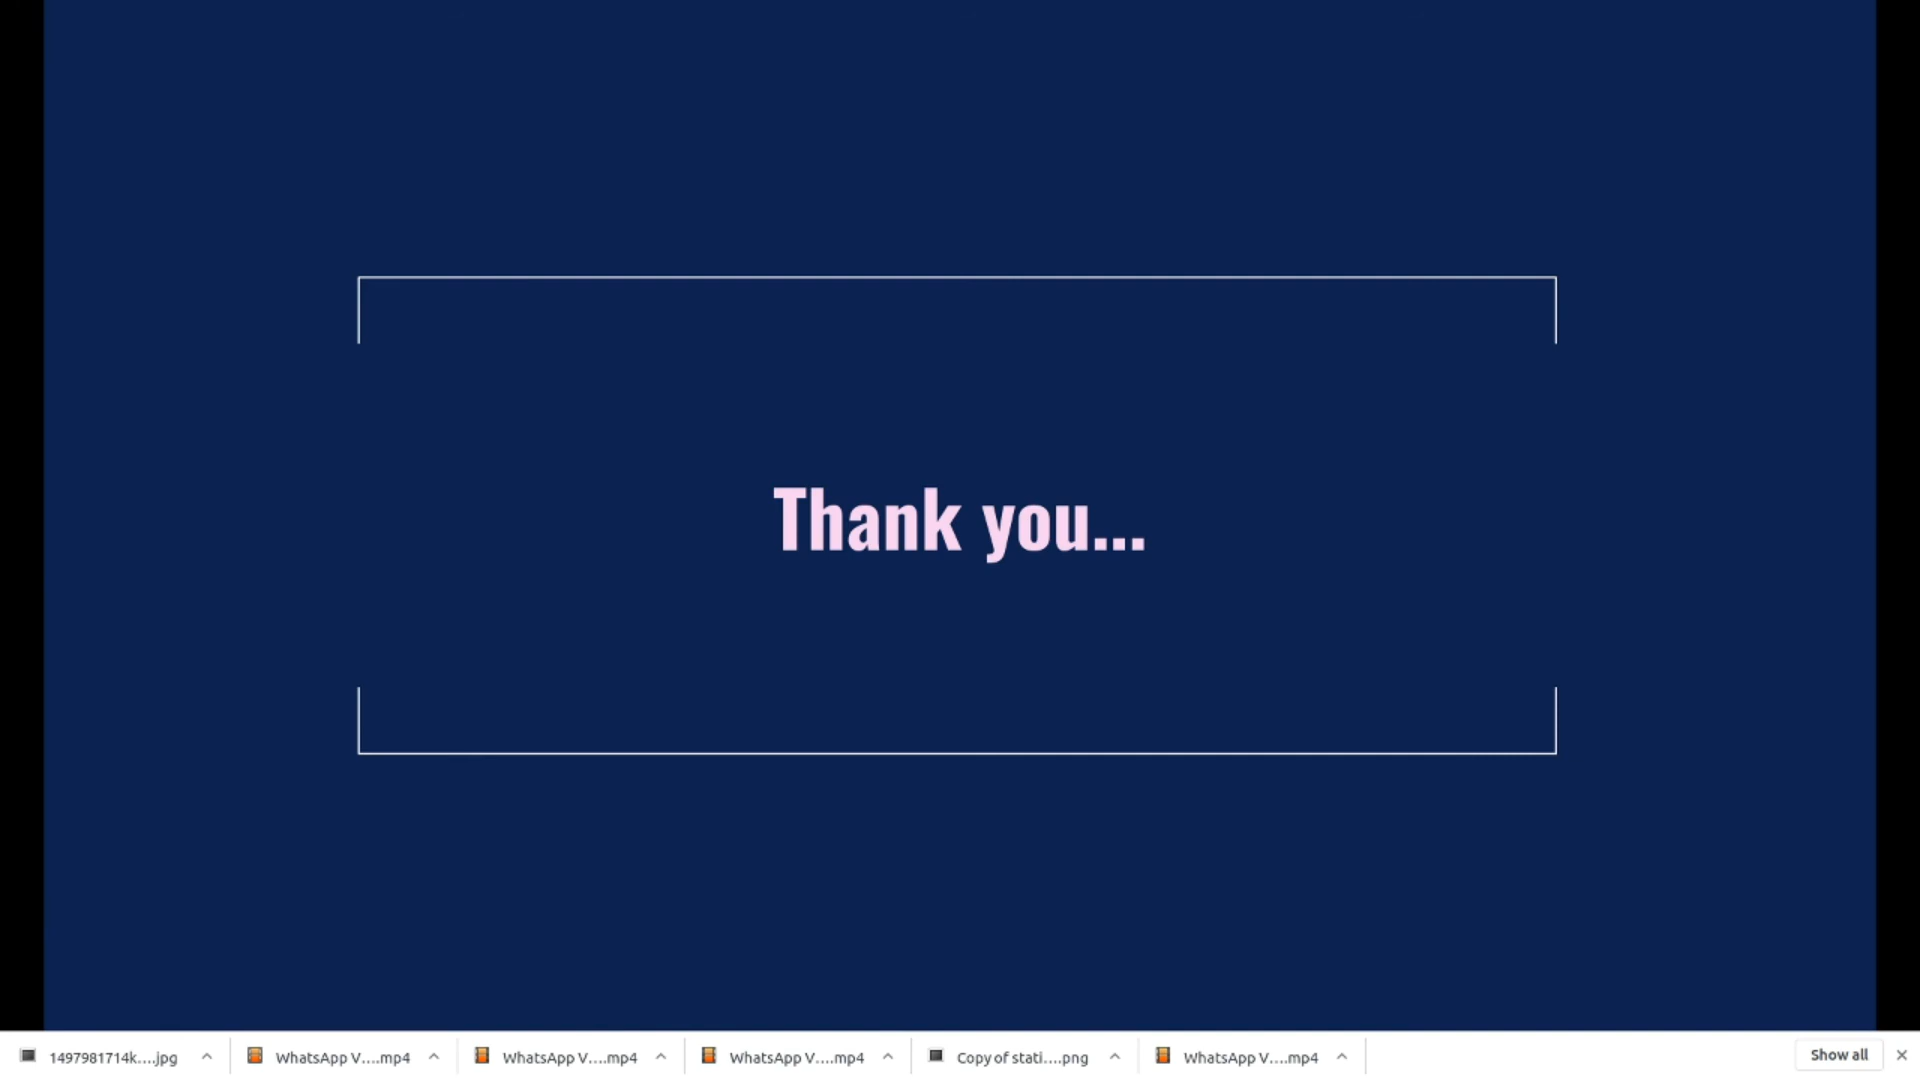 Thank you...
1497981714k....jpg
WhatsApp V....mp4
WhatsApp V....mp4
WhatsApp V....mp4
Copy of stati....png
WhatsApp V....mp4
Show all